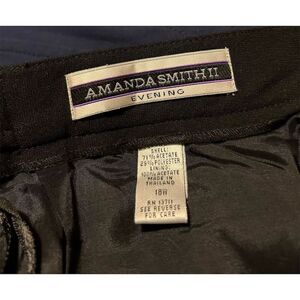 AMANDA SMITH II
EVENING
SHELL:
71% ACETATE
29% POLYESTER
LINING:
100% ACETATE
MADE IN
THAILAND
18W
RN 13711
SEE REVERSE
FOR CARE